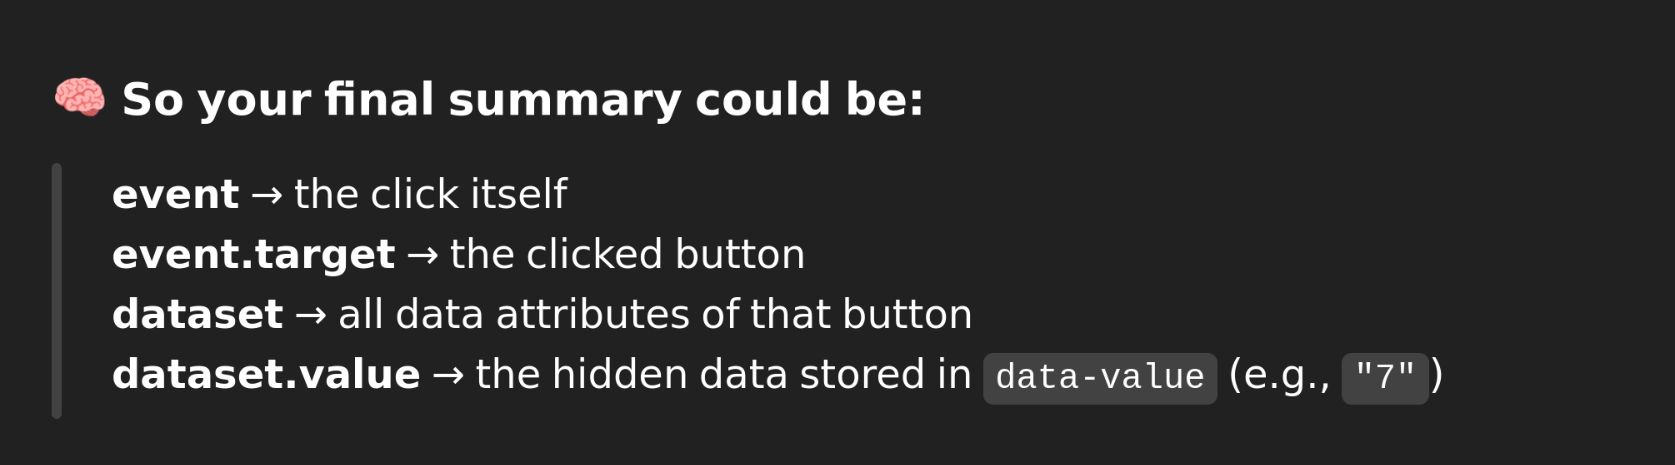 🧠 So your final summary could be:
event → the click itself
event.target → the clicked button
dataset → all data attributes of that button
dataset.value → the hidden data stored in data-value (e.g., "7")